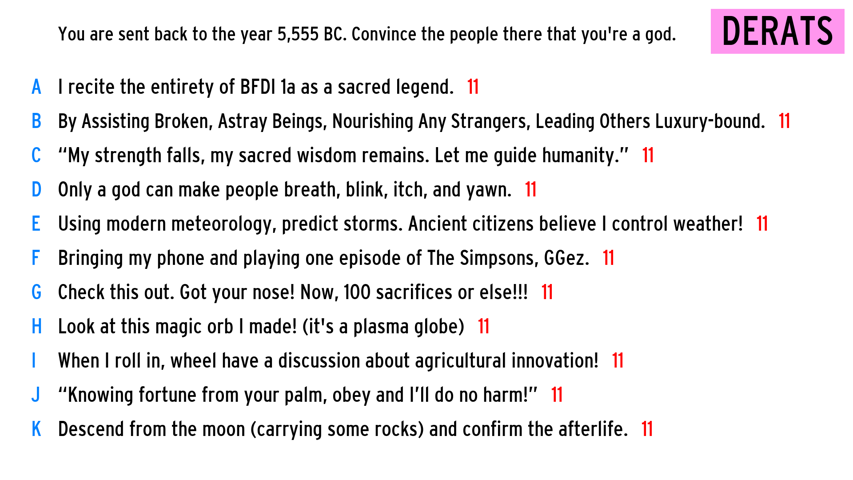 You are sent back to the year 5,555 BC. Convince the people there that you're a god.
DERATS
A I recite the entirety of BFDI 1a as a sacred legend. 11
B By Assisting Broken, Astray Beings, Nourishing Any Strangers, Leading Others Luxury-bound. 11
C “My strength falls, my sacred wisdom remains. Let me guide humanity.” 11
D Only a god can make people breath, blink, itch, and yawn. 11
E Using modern meteorology, predict storms. Ancient citizens believe I control weather! 11
F Bringing my phone and playing one episode of The Simpsons, GGez. 11
G Check this out. Got your nose! Now, 100 sacrifices or else!!! 11
H Look at this magic orb I made! (it's a plasma globe) 11
I When I roll in, wheel have a discussion about agricultural innovation! 11
J “Knowing fortune from your palm, obey and I’ll do no harm!” 11
K Descend from the moon (carrying some rocks) and confirm the afterlife. 11